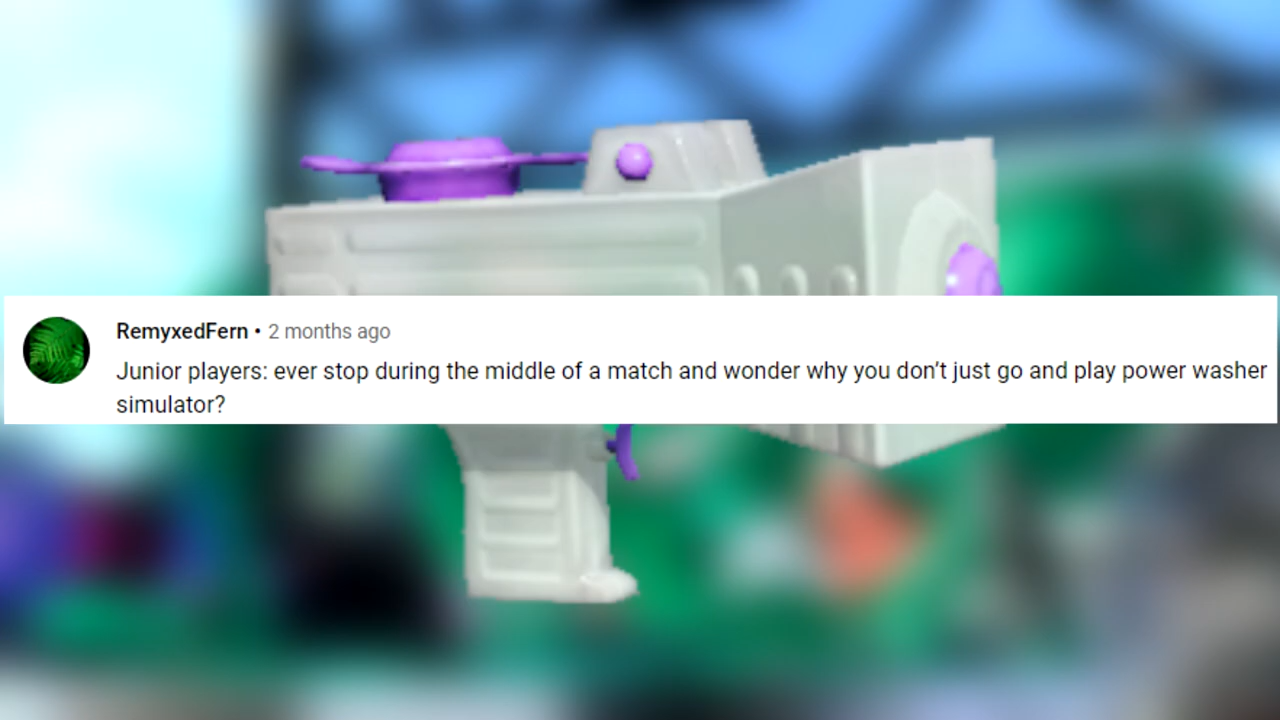 RemyxedFern • 2 months ago
Junior players: ever stop during the middle of a match and wonder why you don’t just go and play power washer
simulator?